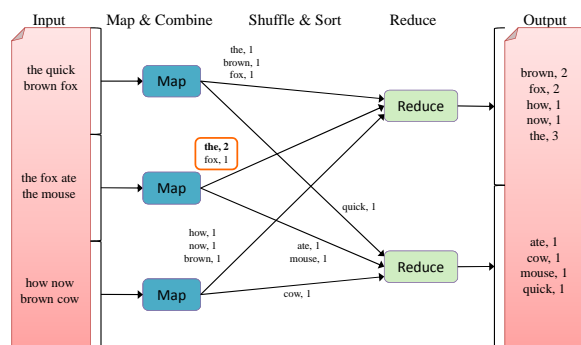 Input
Map & Combine
Shuffle & Sort
Reduce
Output
the quick
brown fox
the fox ate
the mouse
how now
brown cow
Map
Map
Map
the, 1
brown, 1
fox, 1
the, 2
fox, 1
quick, 1
how, 1
now, 1
brown, 1
ate, 1
mouse, 1
cow, 1
Reduce
Reduce
brown, 2
fox, 2
how, 1
now, 1
the, 3
ate, 1
cow, 1
mouse, 1
quick, 1